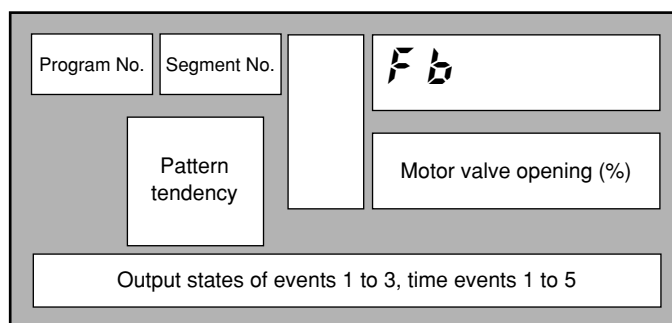 Program No.
Segment No.
Fb
Pattern
tendency
Motor valve opening (%)
Output states of events 1 to 3, time events 1 to 5